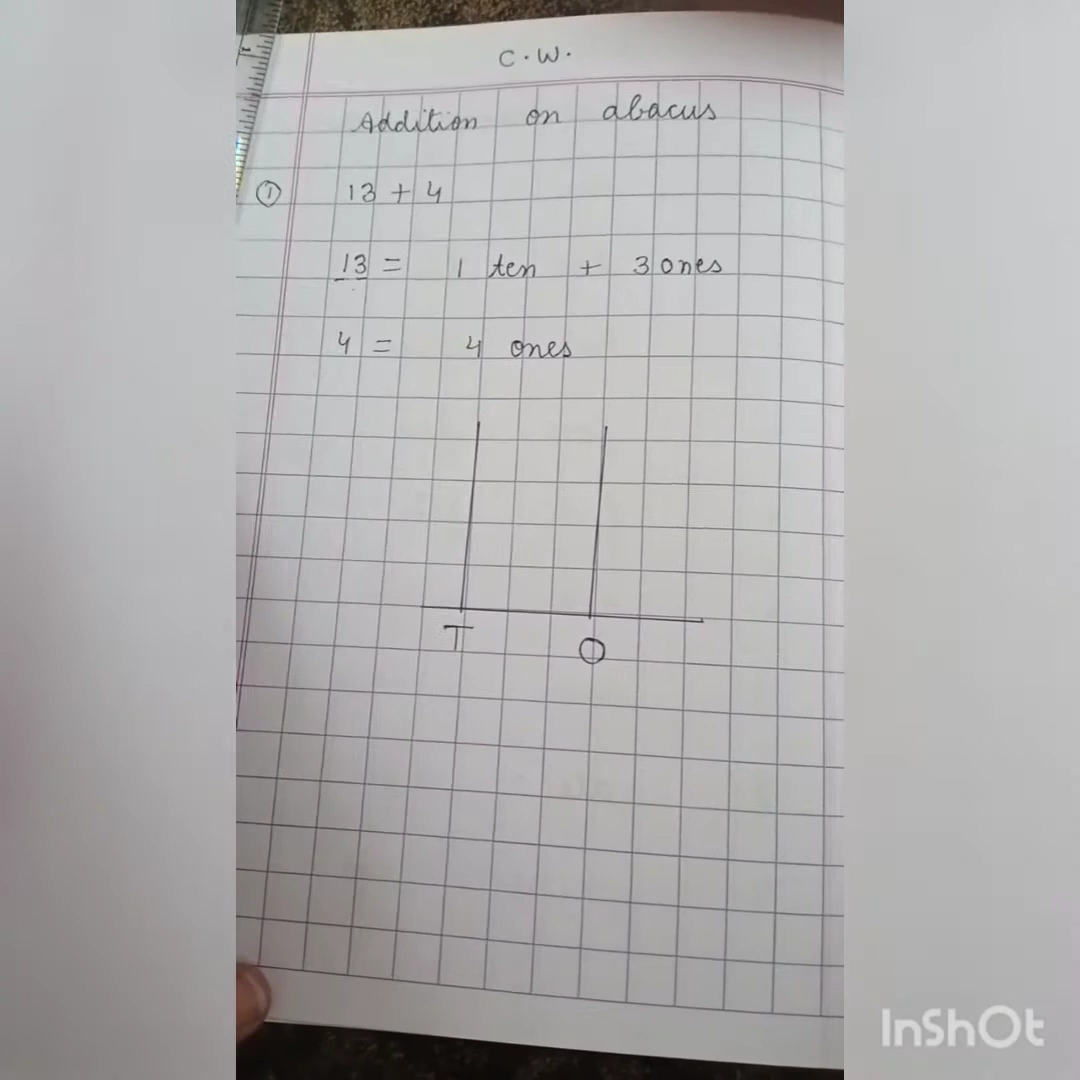 C.W.
Addition on abacus
① 13 + 4
13 = 1 ten + 3 ones
4 = 4 ones
T O
InShOt